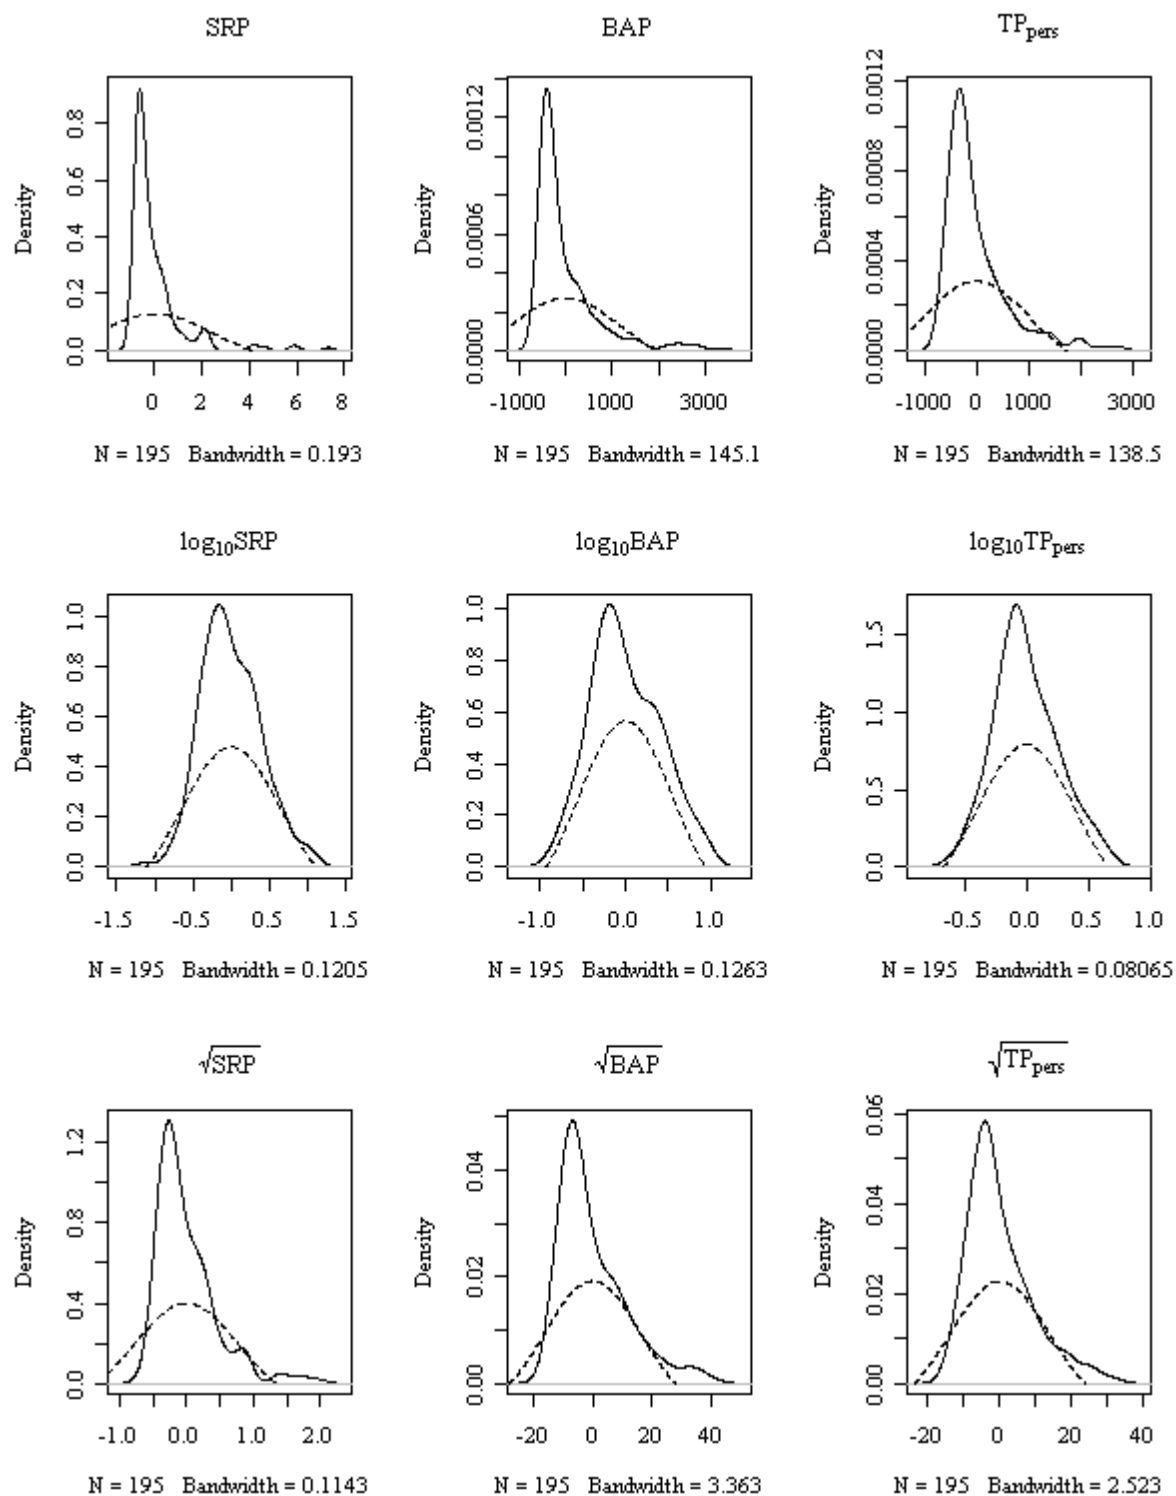 SRP BAP TP_pers
Density 0.0 0.2 0.4 0.6 0.8
0 2 4 6 8
N = 195 Bandwidth = 0.193
Density 0.0000 0.0006 0.0012
-1000 1000 3000
N = 195 Bandwidth = 145.1
Density 0.0000 0.0004 0.0008 0.0012
-1000 0 1000 3000
N = 195 Bandwidth = 138.5
log10SRP log10BAP log10TP_pers
Density 0.0 0.2 0.4 0.6 0.8 1.0
-1.5 -0.5 0.5 1.5
N = 195 Bandwidth = 0.1205
Density 0.0 0.2 0.4 0.6 0.8 1.0
-1.0 0.0 1.0
N = 195 Bandwidth = 0.1263
Density 0.0 0.5 1.0 1.5
-0.5 0.0 0.5 1.0
N = 195 Bandwidth = 0.08065
√SRP √BAP √TP_pers
Density 0.0 0.4 0.8 1.2
-1.0 0.0 1.0 2.0
N = 195 Bandwidth = 0.1143
Density 0.00 0.02 0.04
-20 0 20 40
N = 195 Bandwidth = 3.363
Density 0.00 0.02 0.04 0.06
-20 0 20 40
N = 195 Bandwidth = 2.523